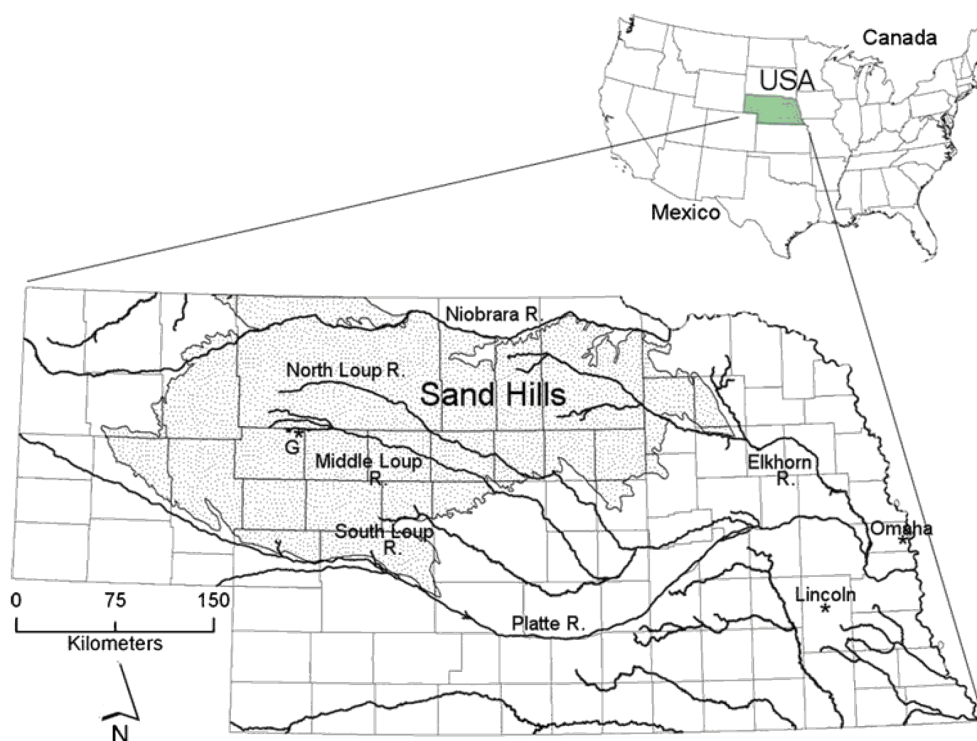 Canada
USA
Mexico
Niobrara R.
North Loup R.
Sand Hills
*
*
G
Middle Loup
R.
Elkhorn
R.
South Loup
R.
Omaha
*
Lincoln
*
Platte R.
0 75 150
Kilometers
N